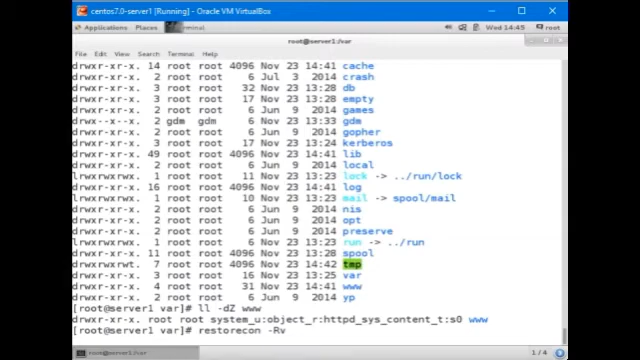 centos7.0-server1 [Running] - Oracle VM VirtualBox
Applications Places Terminal Wed Nov 23 14:45 root
root@server1:/var
File Edit View Search Terminal Help
drwxr-xr-x. 14 root root 4096 Nov 23 14:41 cache
drwxr-xr-x. 2 root root 6 Jul 3 2014 crash
drwxr-xr-x. 3 root root 32 Nov 23 13:28 db
drwxr-xr-x. 3 root root 17 Nov 23 13:28 empty
drwxr-xr-x. 2 root root 6 Jun 9 2014 games
drwx--x--x. 2 gdm gdm 6 Nov 23 13:33 gdm
drwxr-xr-x. 2 root root 6 Jun 9 2014 gopher
drwxr-xr-x. 3 root root 17 Nov 23 13:24 kerberos
drwxr-xr-x. 49 root root 4096 Nov 23 14:41 lib
drwxr-xr-x. 2 root root 6 Jun 9 2014 local
lrwxrwxrwx. 1 root root 11 Nov 23 13:23 lock -> ../run/lock
drwxr-xr-x. 16 root root 4096 Nov 23 14:41 log
lrwxrwxrwx. 1 root root 10 Nov 23 13:23 mail -> spool/mail
drwxr-xr-x. 2 root root 6 Jun 9 2014 nis
drwxr-xr-x. 2 root root 6 Jun 9 2014 opt
drwxr-xr-x. 2 root root 6 Jun 9 2014 preserve
lrwxrwxrwx. 1 root root 6 Nov 23 13:23 run -> ../run
drwxr-xr-x. 11 root root 4096 Nov 23 13:28 spool
drwxrwxrwt. 7 root root 4096 Nov 23 14:42 tmp
drwxr-xr-x. 3 root root 16 Nov 23 13:25 var
drwxr-xr-x. 4 root root 31 Nov 23 14:41 www
drwxr-xr-x. 2 root root 6 Jun 9 2014 yp
[root@server1 var]# ll -dZ www
drwxr-xr-x. root root system_u:object_r:httpd_sys_content_t:s0 www
[root@server1 var]# restorecon -Rv
root@server1:/var